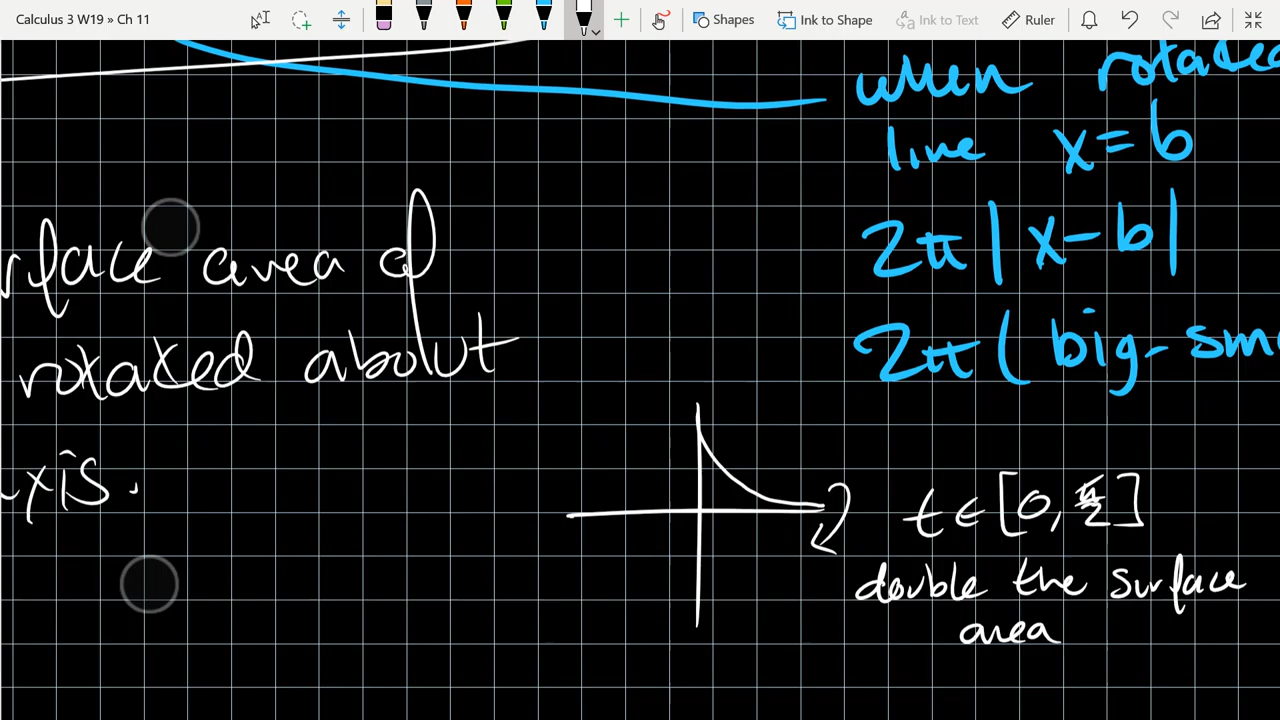 Calculus 3 W19 » Ch 11
Shapes
Ink to Shape
Ink to Text
Ruler
when rotated
line x = b
2π|x-b|
2π( big - sm
rface area of
rotated about
xis.
t ∈ [0, π/2]
double the surface
area